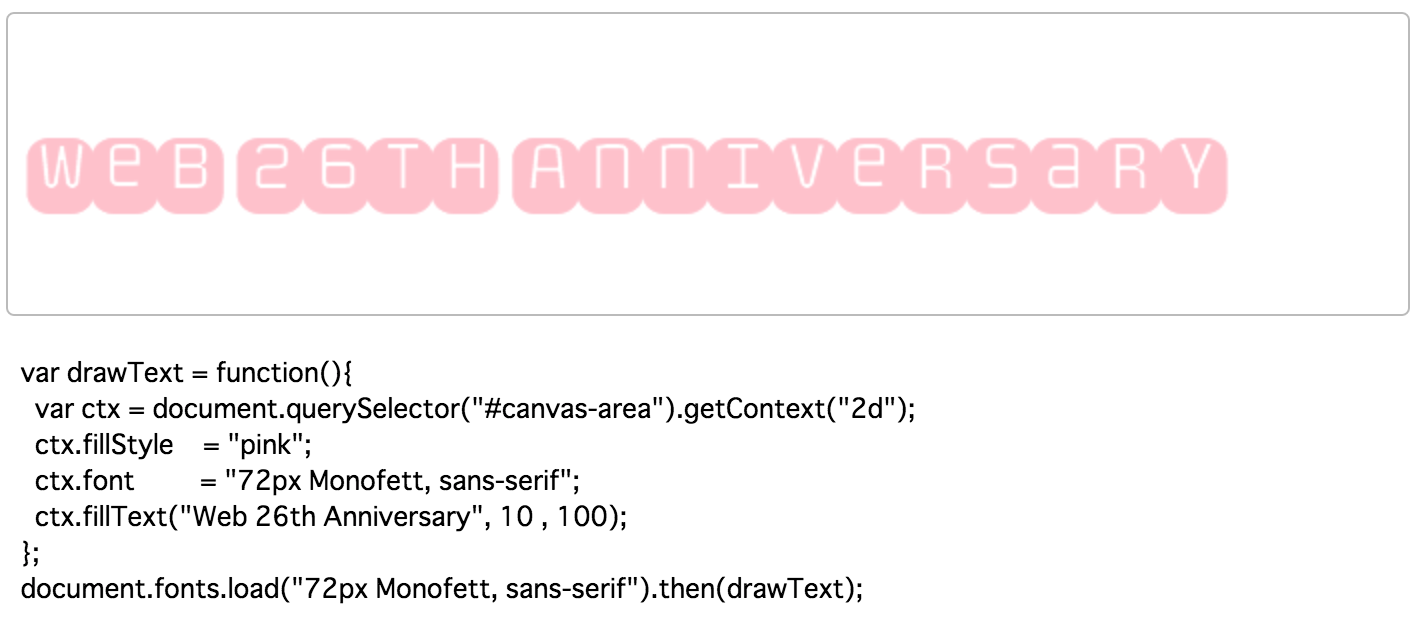 Web 26th Anniversary
var drawText = function(){
  var ctx = document.querySelector("#canvas-area").getContext("2d");
  ctx.fillStyle    = "pink";
  ctx.font         = "72px Monofett, sans-serif";
  ctx.fillText("Web 26th Anniversary", 10 , 100);
};
document.fonts.load("72px Monofett, sans-serif").then(drawText);